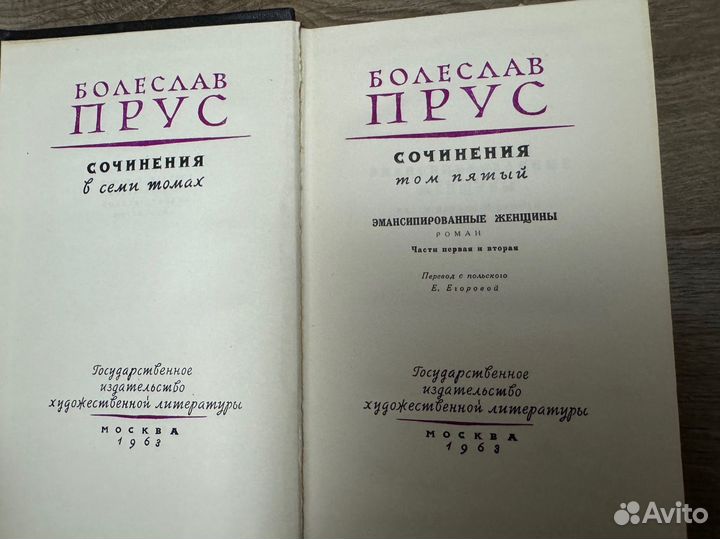 БОЛЕСЛАВ
ПРУС
СОЧИНЕНИЯ
в семи томах
Государственное
издательство
художественной литературы
МОСКВА
1963
БОЛЕСЛАВ
ПРУС
СОЧИНЕНИЯ
том пятый
ЭМАНСИПИРОВАННЫЕ ЖЕНЩИНЫ
РОМАН
Части первая и вторая
Перевод с польского
Е. Егоровой
Государственное
издательство
художественной литературы
МОСКВА
1963
Avito